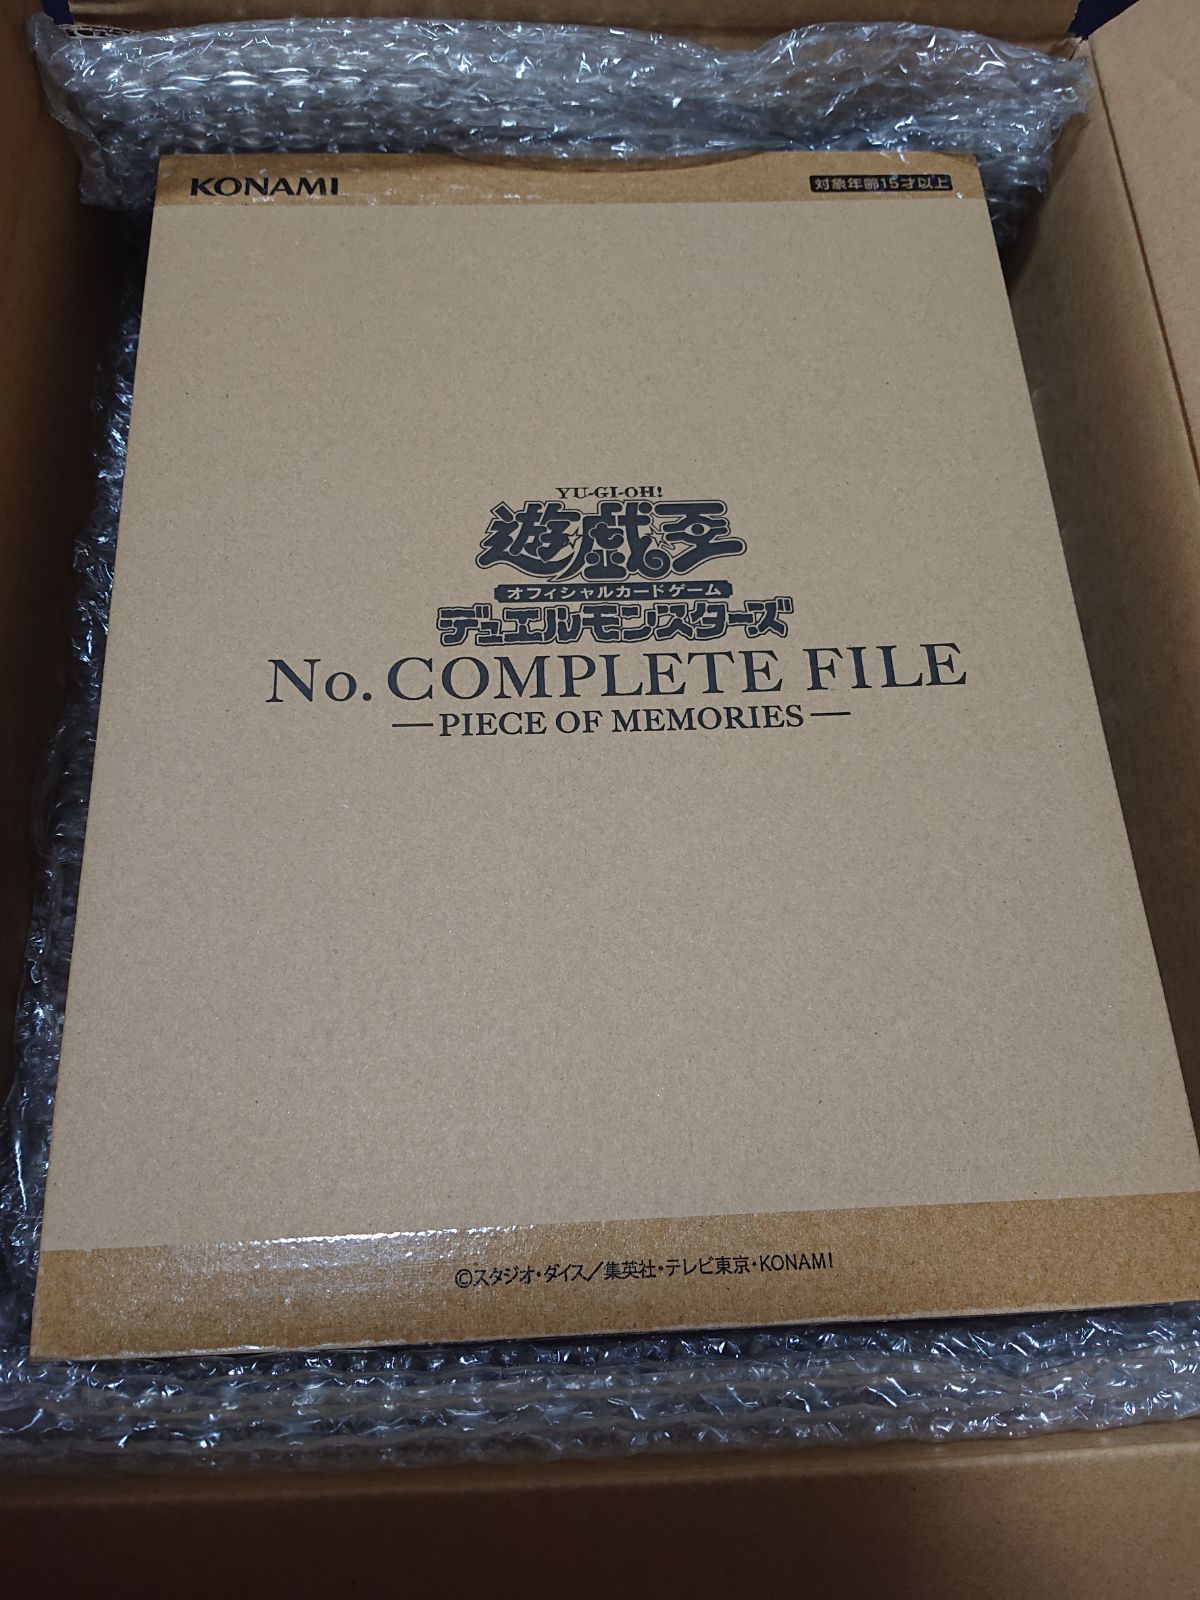 KONAMI
対象年齢15才以上
YU-GI-OH!
遊☆戯☆王
オフィシャルカードゲーム
デュエルモンスターズ
No. COMPLETE FILE
—PIECE OF MEMORIES—
©スタジオ・ダイス/集英社・テレビ東京・KONAMI